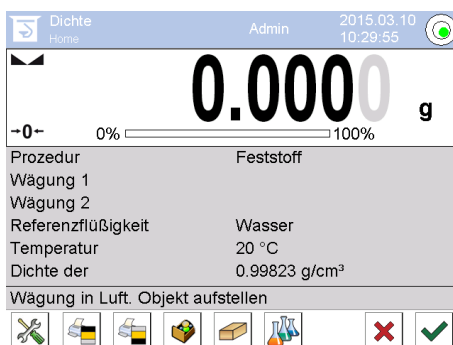 Dichte Admin 2015.03.10
Home 10:29:55
0.0000 g
→0← 0% 100%
Prozedur Feststoff
Wägung 1
Wägung 2
Referenzflüßigkeit Wasser
Temperatur 20 °C
Dichte der 0.99823 g/cm³
Wägung in Luft. Objekt aufstellen